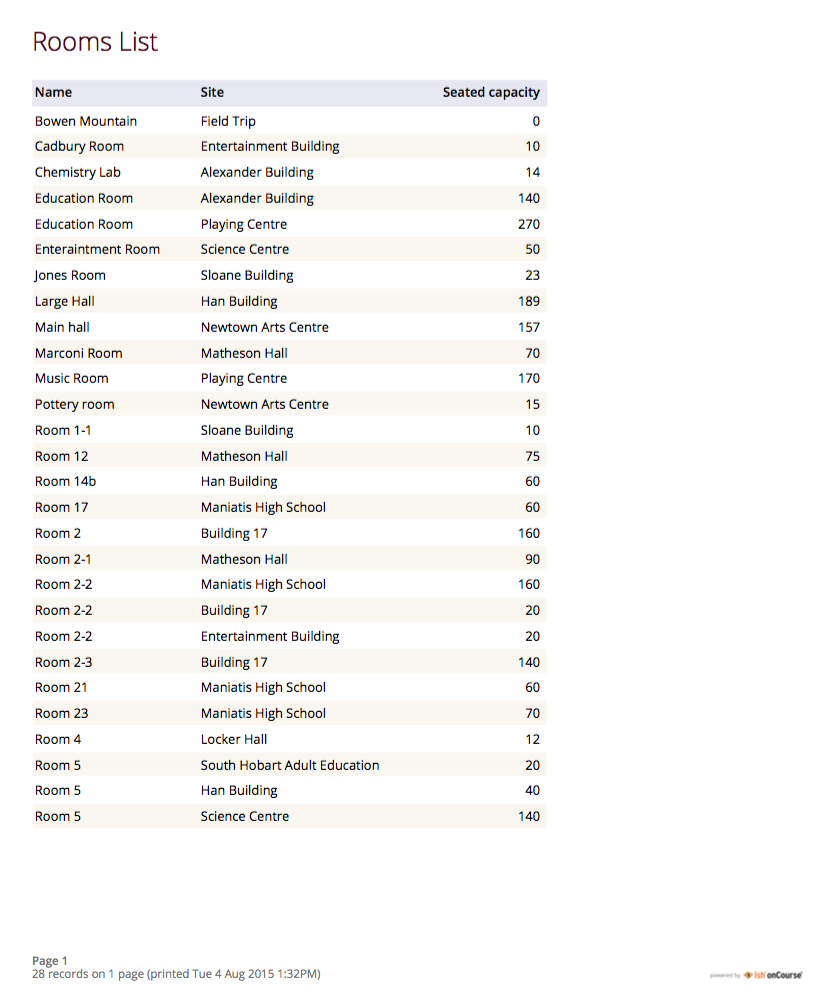 Rooms List
Name Site Seated capacity
Bowen Mountain Field Trip 0
Cadbury Room Entertainment Building 10
Chemistry Lab Alexander Building 14
Education Room Alexander Building 140
Education Room Playing Centre 270
Enteraintment Room Science Centre 50
Jones Room Sloane Building 23
Large Hall Han Building 189
Main hall Newtown Arts Centre 157
Marconi Room Matheson Hall 70
Music Room Playing Centre 170
Pottery room Newtown Arts Centre 15
Room 1-1 Sloane Building 10
Room 12 Matheson Hall 75
Room 14b Han Building 60
Room 17 Maniatis High School 60
Room 2 Building 17 160
Room 2-1 Matheson Hall 90
Room 2-2 Maniatis High School 160
Room 2-2 Building 17 20
Room 2-2 Entertainment Building 20
Room 2-3 Building 17 140
Room 21 Maniatis High School 60
Room 23 Maniatis High School 70
Room 4 Locker Hall 12
Room 5 South Hobart Adult Education 20
Room 5 Han Building 40
Room 5 Science Centre 140
Page 1
28 records on 1 page (printed Tue 4 Aug 2015 1:32PM)
powered by ish onCourse